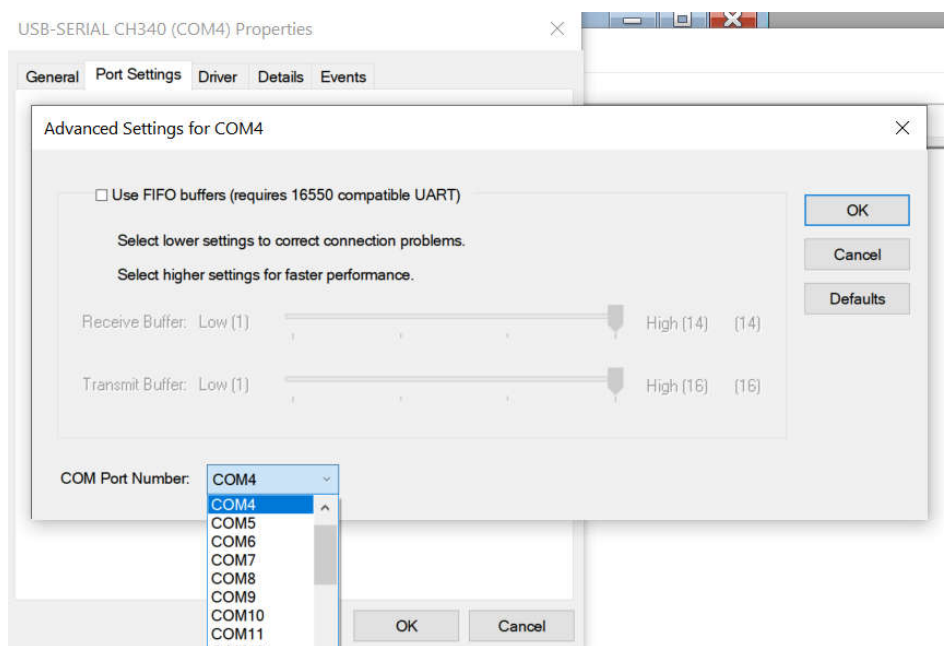 USB-SERIAL CH340 (COM4) Properties
General Port Settings Driver Details Events
Advanced Settings for COM4
Use FIFO buffers (requires 16550 compatible UART)
OK
Select lower settings to correct connection problems.
Cancel
Select higher settings for faster performance.
Defaults
Receive Buffer: Low (1) High (14) (14)
Transmit Buffer: Low (1) High (16) (16)
COM Port Number: COM4
COM4
COM5
COM6
COM7
COM8
COM9
COM10
COM11
OK Cancel